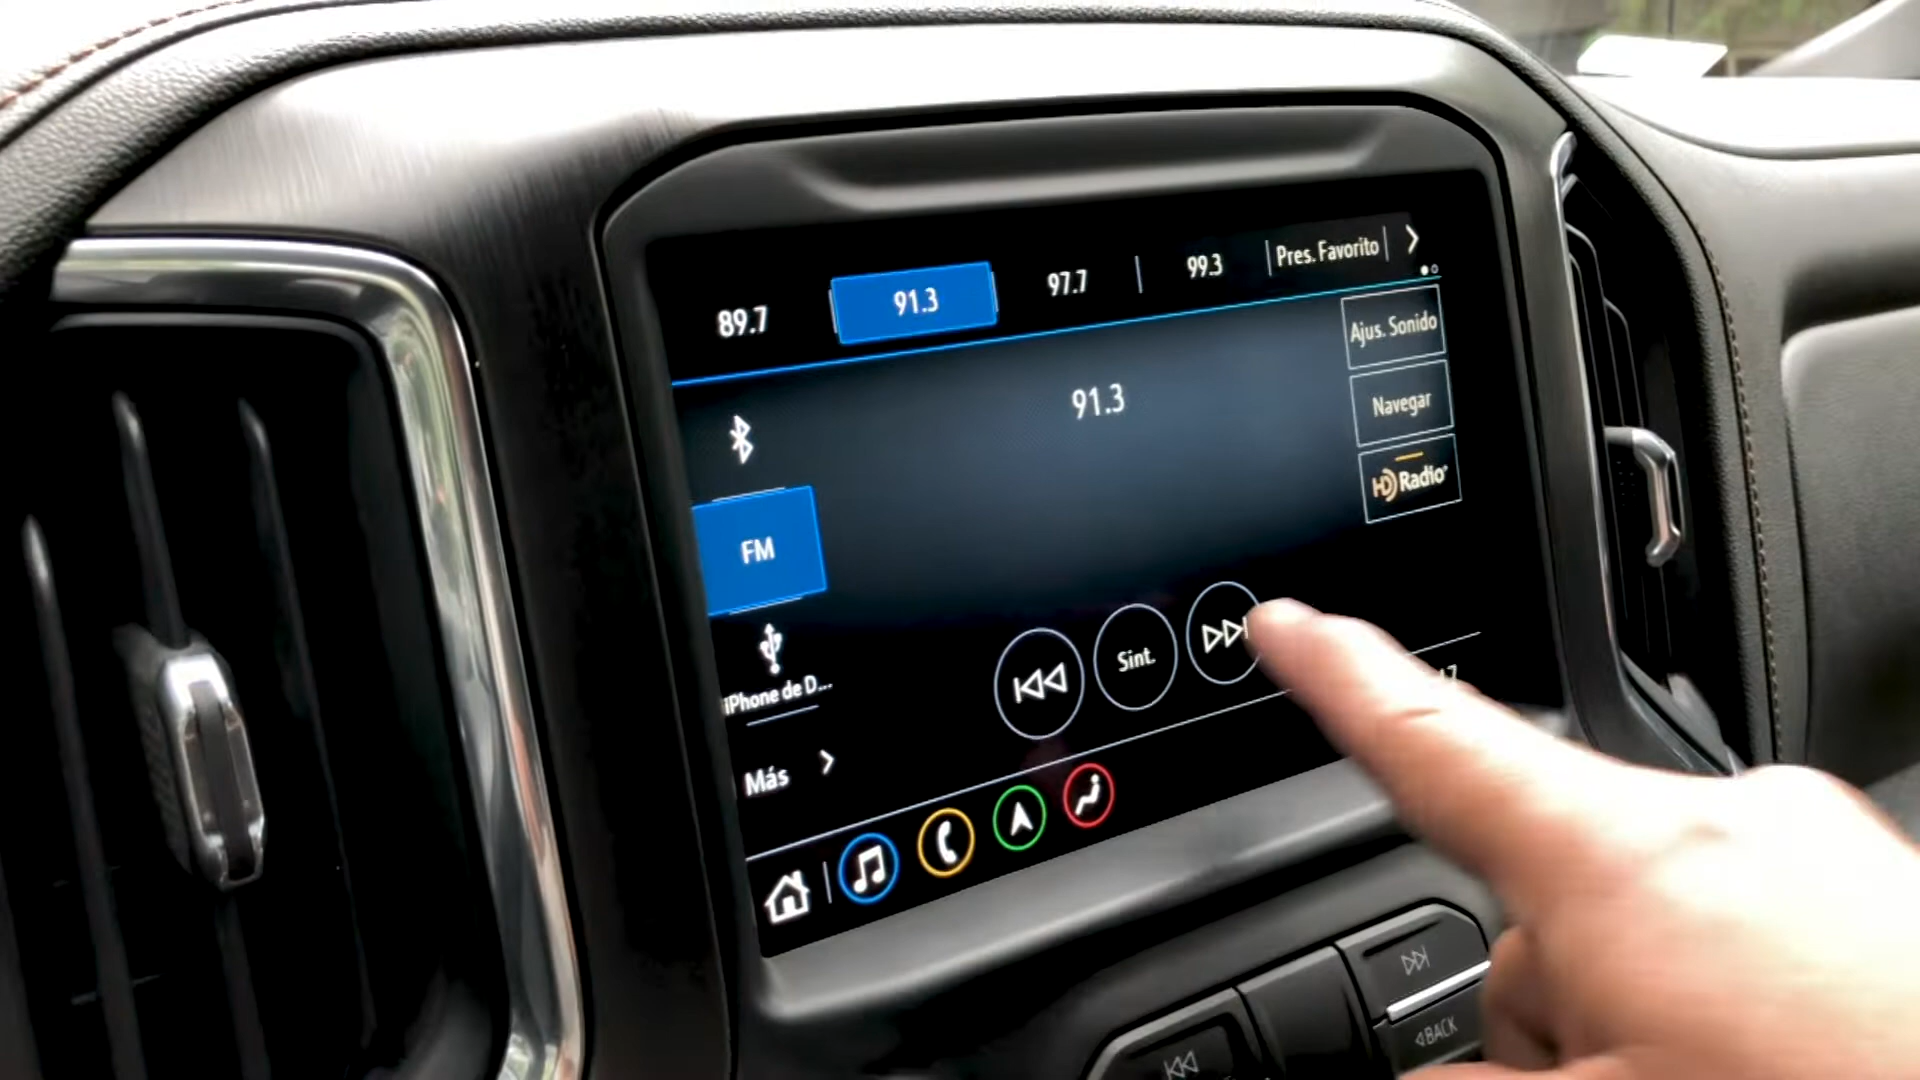 89.7
91.3
97.7
99.3
Pres. Favorito
91.3
Ajus. Sonido
Navegar
HD Radio
FM
iPhone de D...
Sint.
Más
BACK